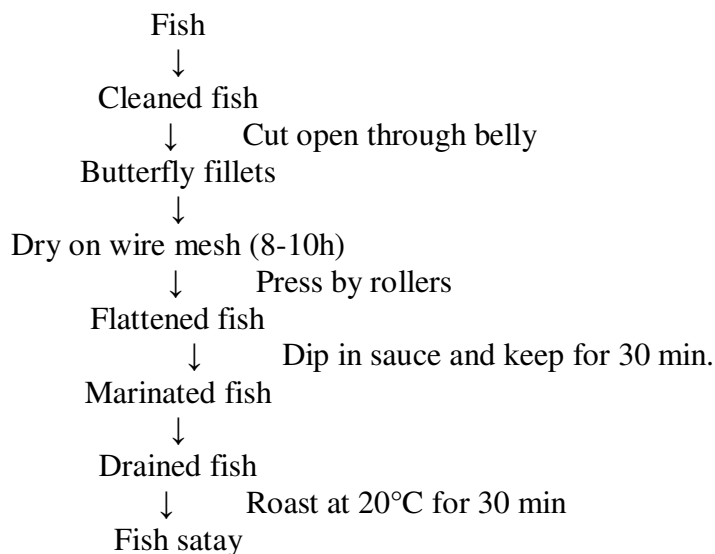 Fish
↓
Cleaned fish
↓ Cut open through belly
Butterfly fillets
↓
Dry on wire mesh (8-10h)
↓ Press by rollers
Flattened fish
↓ Dip in sauce and keep for 30 min.
Marinated fish
↓
Drained fish
↓ Roast at 20°C for 30 min
Fish satay